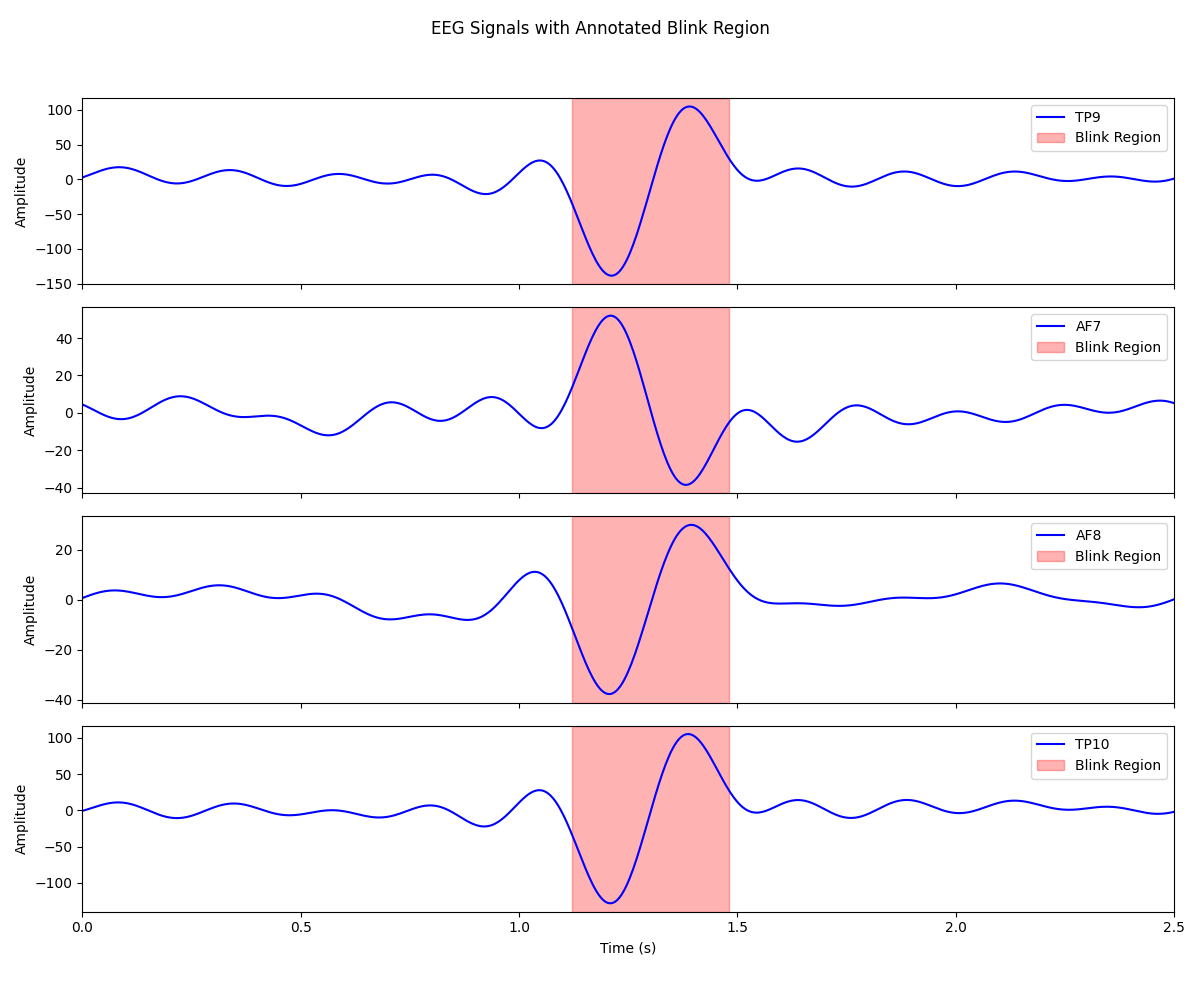 EEG Signals with Annotated Blink Region
100
50
0
−50
−100
−150
Amplitude
TP9
Blink Region
40
20
0
−20
−40
Amplitude
AF7
Blink Region
20
0
−20
−40
Amplitude
AF8
Blink Region
100
50
0
−50
−100
Amplitude
TP10
Blink Region
0.0 0.5 1.0 1.5 2.0 2.5
Time (s)